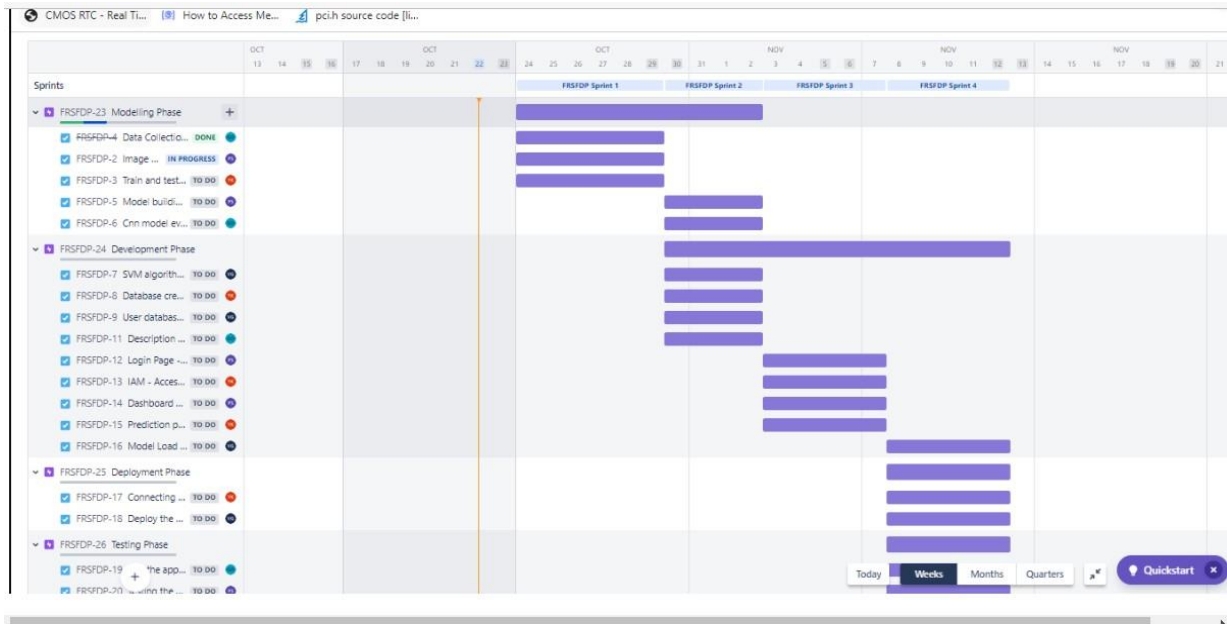 CMOS RTC - Real Ti... How to Access Me... pci.h source code [li...
OCT OCT OCT NOV NOV NOV
13 14 15 16 17 18 19 20 21 22 23 24 25 26 27 28 29 30 31 1 2 3 4 5 6 7 8 9 10 11 12 13 14 15 16 17 18 19 20 21
Sprints FRSFDP Sprint 1 FRSFDP Sprint 2 FRSFDP Sprint 3 FRSFDP Sprint 4
FRSFDP-23 Modelling Phase +
FRSFDP-4 Data Collectio... DONE
FRSFDP-2 Image ... IN PROGRESS
FRSFDP-3 Train and test... TO DO
FRSFDP-5 Model buildi... TO DO
FRSFDP-6 Cnn model ev... TO DO
FRSFDP-24 Development Phase
FRSFDP-7 SVM algorith... TO DO
FRSFDP-8 Database cre... TO DO
FRSFDP-9 User databas... TO DO
FRSFDP-11 Description ... TO DO
FRSFDP-12 Login Page -... TO DO
FRSFDP-13 IAM - Acces... TO DO
FRSFDP-14 Dashboard ... TO DO
FRSFDP-15 Prediction p... TO DO
FRSFDP-16 Model Load ... TO DO
FRSFDP-25 Deployment Phase
FRSFDP-17 Connecting ... TO DO
FRSFDP-18 Deploy the ... TO DO
FRSFDP-26 Testing Phase
FRSFDP-19 the app... TO DO
Today Weeks Months Quarters Quickstart
FRSFDP-20 the ... TO DO